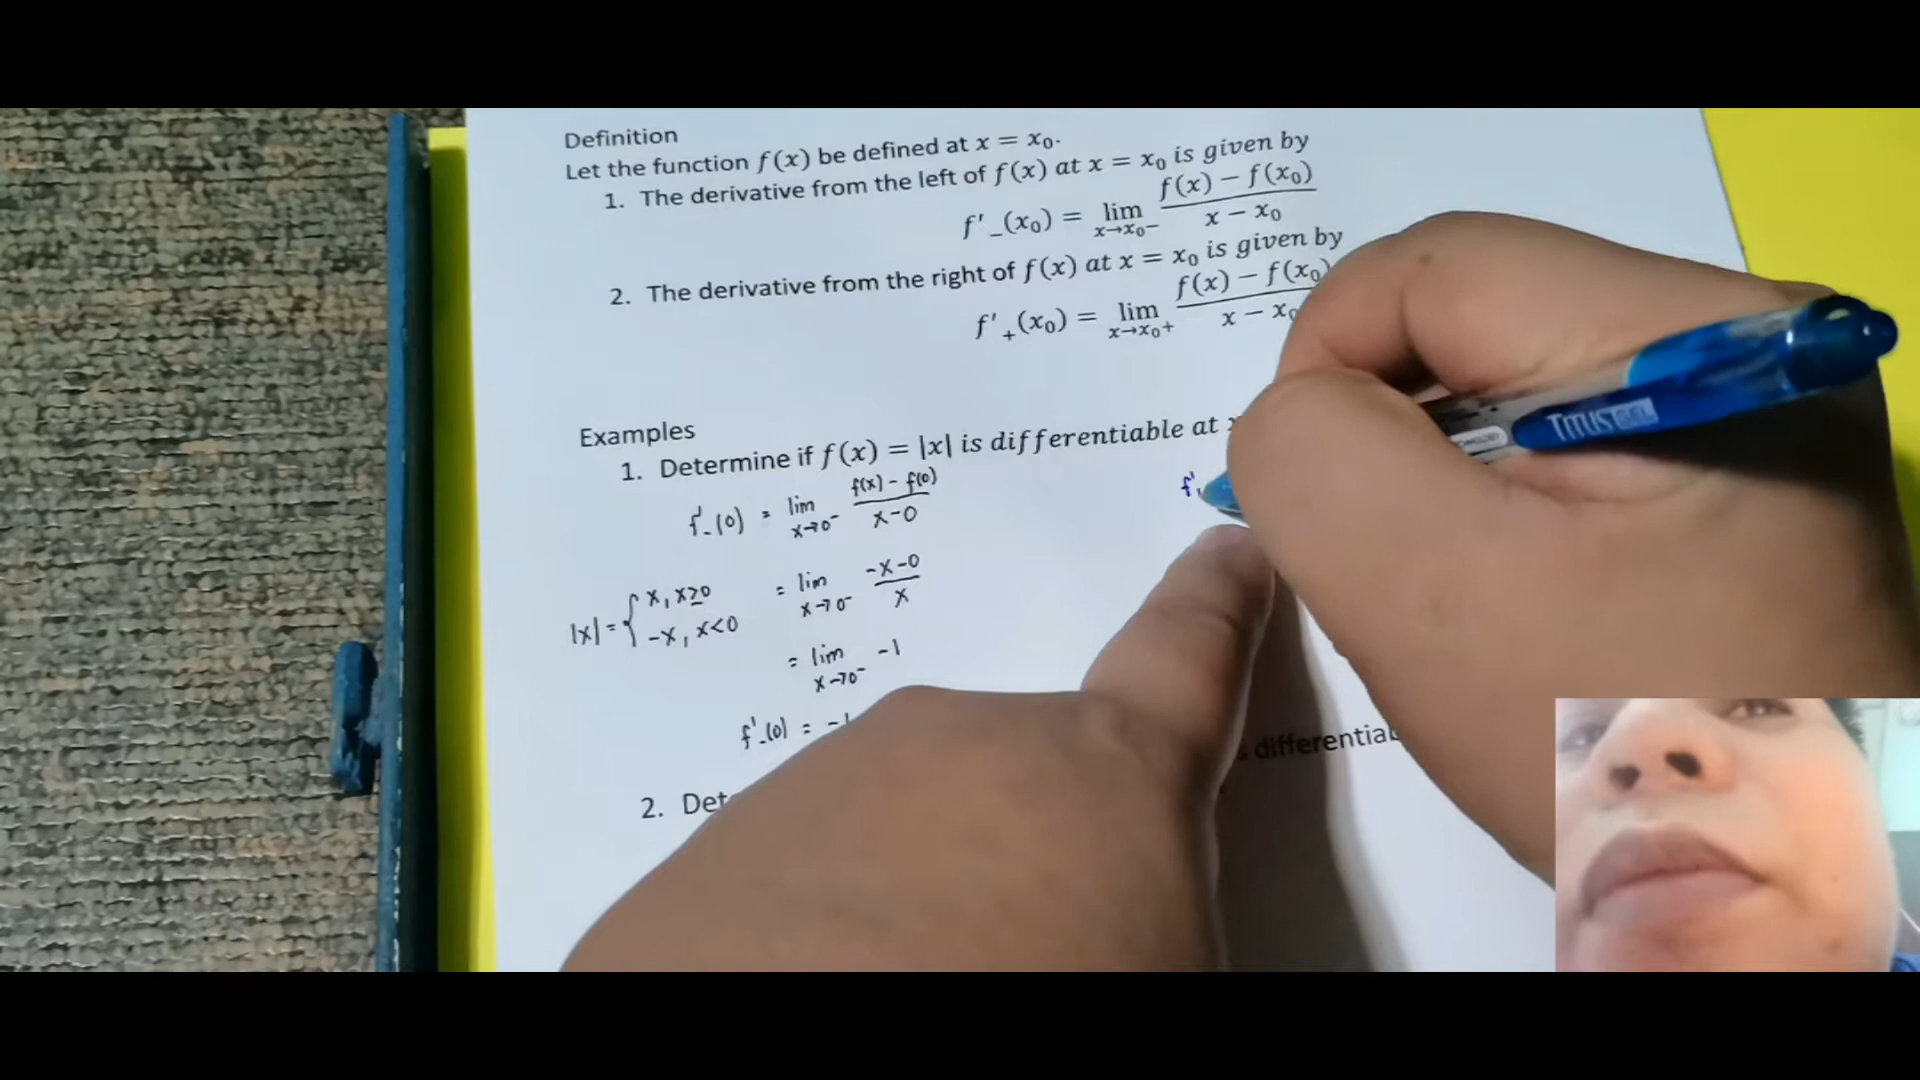 Definition
Let the function f(x) be defined at x = x₀.
1. The derivative from the left of f(x) at x = x₀ is given by
f'₋(x₀) = lim x→x₀− f(x) − f(x₀) / x − x₀
2. The derivative from the right of f(x) at x = x₀ is given by
f'₊(x₀) = lim x→x₀+ f(x) − f(x₀) / x − x₀
Examples
1. Determine if f(x) = |x| is differentiable at
f'₋(0) = lim x→0⁻ f(x) - f(0) / x-0
f'
|x| = { x, x≥0
-x, x<0
= lim x→0⁻ -x-0 / x
= lim x→0⁻ -1
f'₋(0) = -1
2. differentiab
TITUS GEL